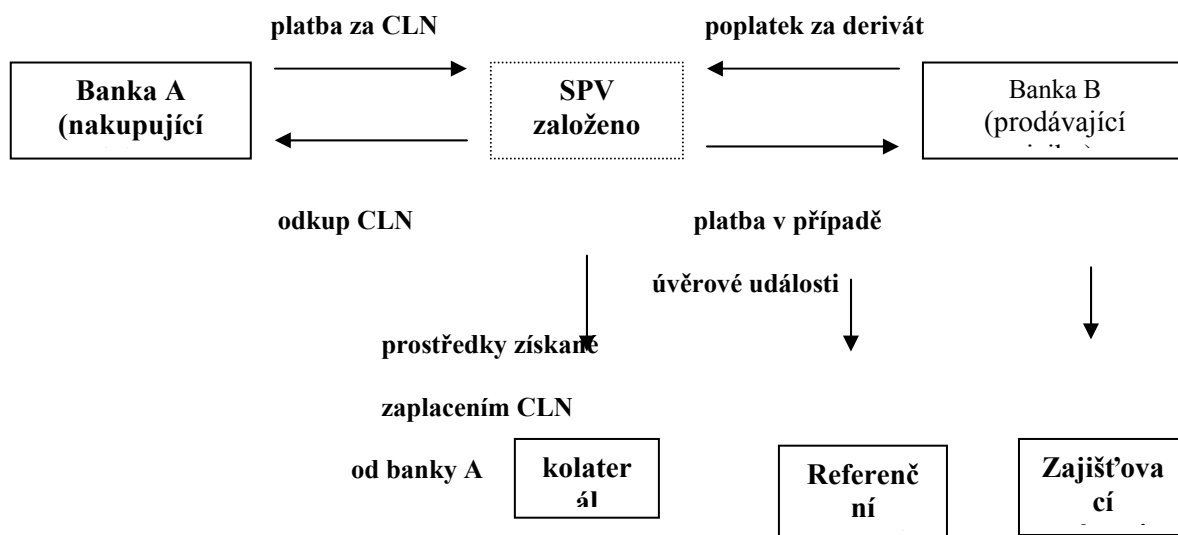 platba za CLN
poplatek za derivát
Banka A
(nakupující
SPV
založeno
Banka B
(prodávající
odkup CLN
platba v případě
úvěrové události
prostředky získané
zaplacením CLN
od banky A
kolater
ál
Referenč
ní
Zajišťova
cí